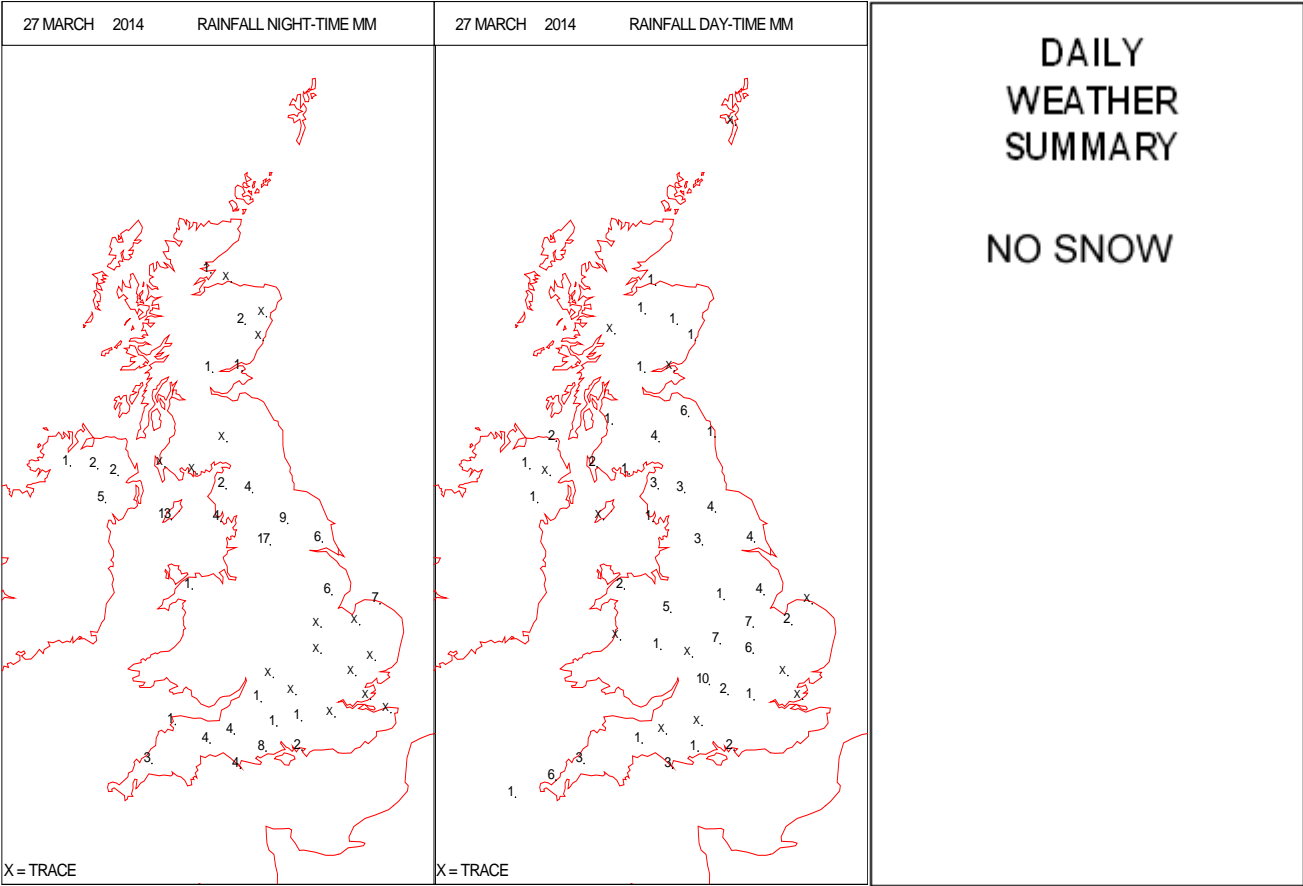 27 MARCH 2014 RAINFALL NIGHT-TIME MM
1.
X.
X.
2.
X.
1. 1.
X.
1. 2. 2. X. X.
2. 4.
5.
13. 4. 9.
17. 6.
1. 6. 7.
X. X.
X. X.
X. X.
1. X. X.
1. 1. 1. X. X.
4. 4.
8. 2.
3. 4.
X = TRACE
27 MARCH 2014 RAINFALL DAY-TIME MM
X.
1.
1. 1.
X. 1.
1. X.
6.
1. 1.
2. 4.
1. X. 2. 1.
3. 3.
1. 4.
X. 1.
3. 4.
2. 1. 4. X.
5. 7. 2.
X. 1. 7. 6.
X. X.
10. 2. 1. X.
X. X.
1. 1. 2.
3. 3.
6.
1.
X = TRACE
DAILY
WEATHER
SUMMARY
NO SNOW